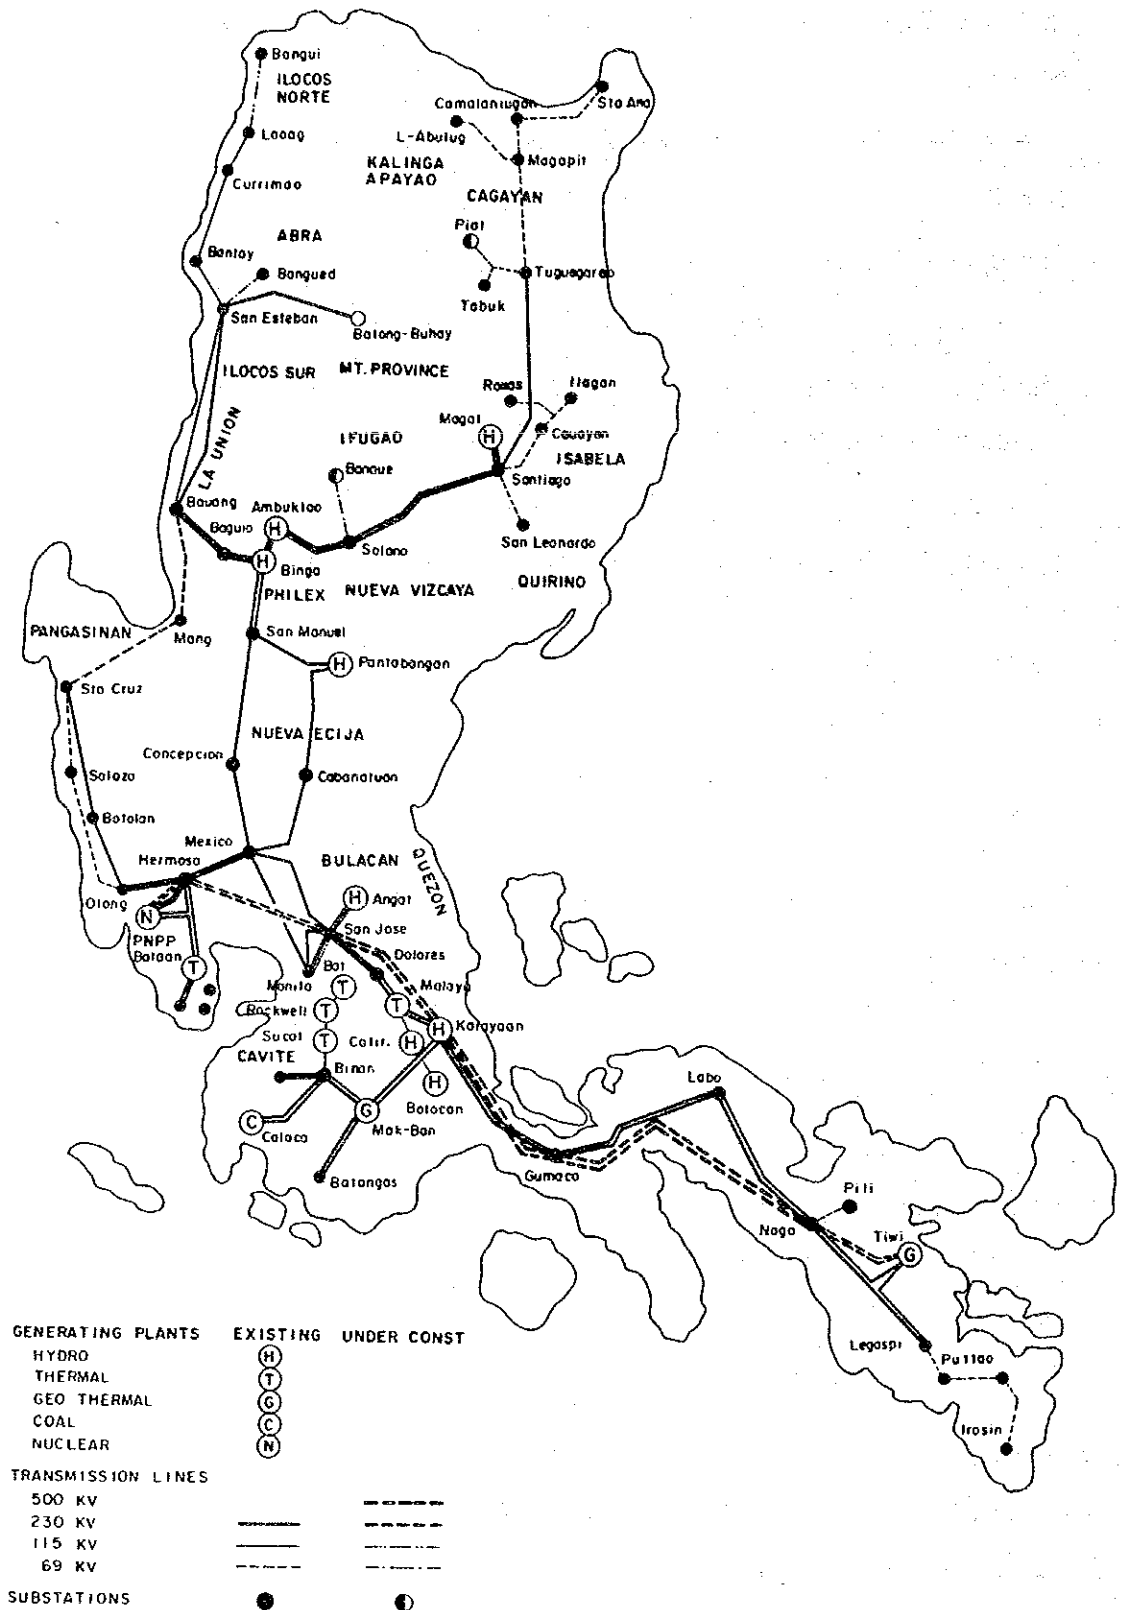 Bangui
ILOCOS
NORTE
Laoag
Currimao
Camalaniugan
Sta Ana
L-Abulug
Magapit
KALINGA
APAYAO
CAGAYAN
ABRA
Piat
Bantay
Bangued
Tuguegarao
Tabuk
San Esteban
Batong-Buhay
ILOCOS SUR
MT. PROVINCE
Roxas
Ilagan
Magat
H
Cauayan
IFUGAO
ISABELA
LA UNION
Banaue
Santiago
Bauang
Ambuklao
H
Baguio
H
Binga
Solano
San Leonardo
PHILEX
NUEVA VIZCAYA
QUIRINO
PANGASINAN
Mang
San Manuel
H
Pantabangan
Sta Cruz
NUEVA ECIJA
Concepcion
Cabanatuan
Botolan
Mexico
Hermosa
BULACAN
QUEZON
Olong
H
Angat
N
PNPP
Bataan
San Jose
Dolores
T
Manila
Bot
T
Malaya
Rockwell
T
T
H
Kalayaan
Sucat
T
Calif.
H
CAVITE
Binan
H
Botocan
Labo
C
Calaca
G
Mak-Ban
Batangas
Gumaca
Pili
Naga
Tiwi
G
Legaspi
Irosin
GENERATING PLANTS EXISTING UNDER CONST
HYDRO H
THERMAL T
GEO THERMAL G
COAL C
NUCLEAR N
TRANSMISSION LINES
500 KV
230 KV
115 KV
69 KV
SUBSTATIONS